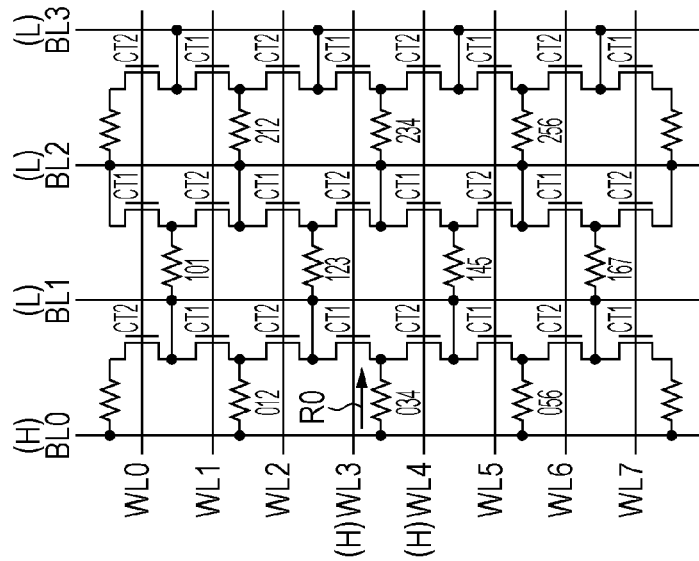 (H) (L) (L) (L)
BL0 BL1 BL2 BL3
CT2 CT1 CT2
WL0
101
CT1 CT2 CT1
WL1
012 212
CT2 CT1 CT2
WL2
123
R0
CT1 CT2 CT1
(H) WL3
034 234
CT2 CT1 CT2
(H) WL4
145
CT1 CT2 CT1
WL5
056 256
CT2 CT1 CT2
WL6
167
CT1 CT2 CT1
WL7